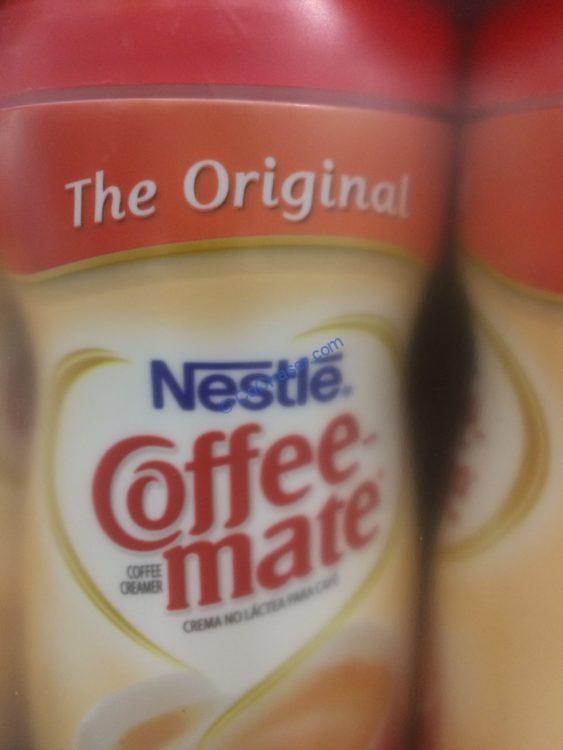 The Original
Nestlé®
Coffee-
mate®
COFFEE
CREAMER
CREMA NO LÁCTEA PARA CAFÉ